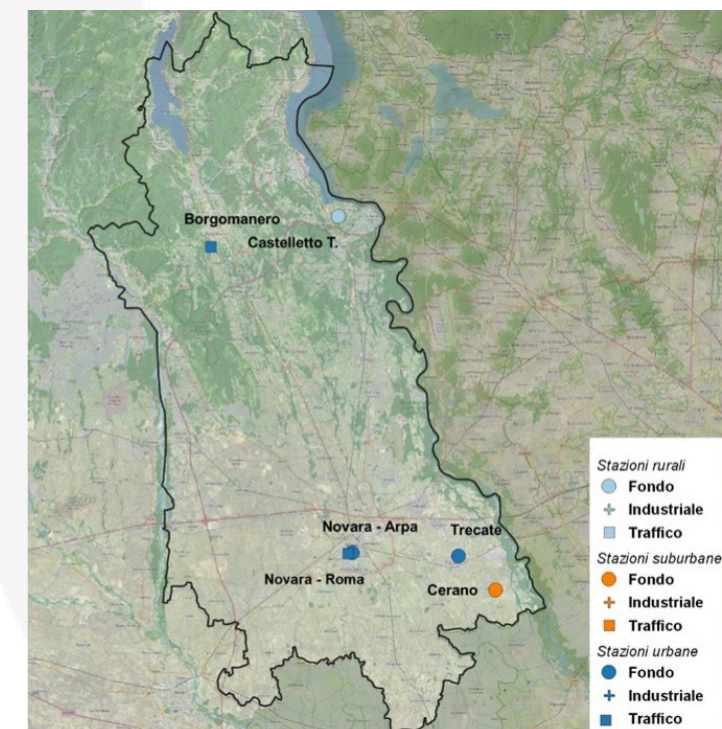 Borgomanero
Castelletto T.
Novara - Arpa
Trecate
Novara - Roma
Cerano
Stazioni rurali
Fondo
Industriale
Traffico
Stazioni suburbane
Fondo
Industriale
Traffico
Stazioni urbane
Fondo
Industriale
Traffico